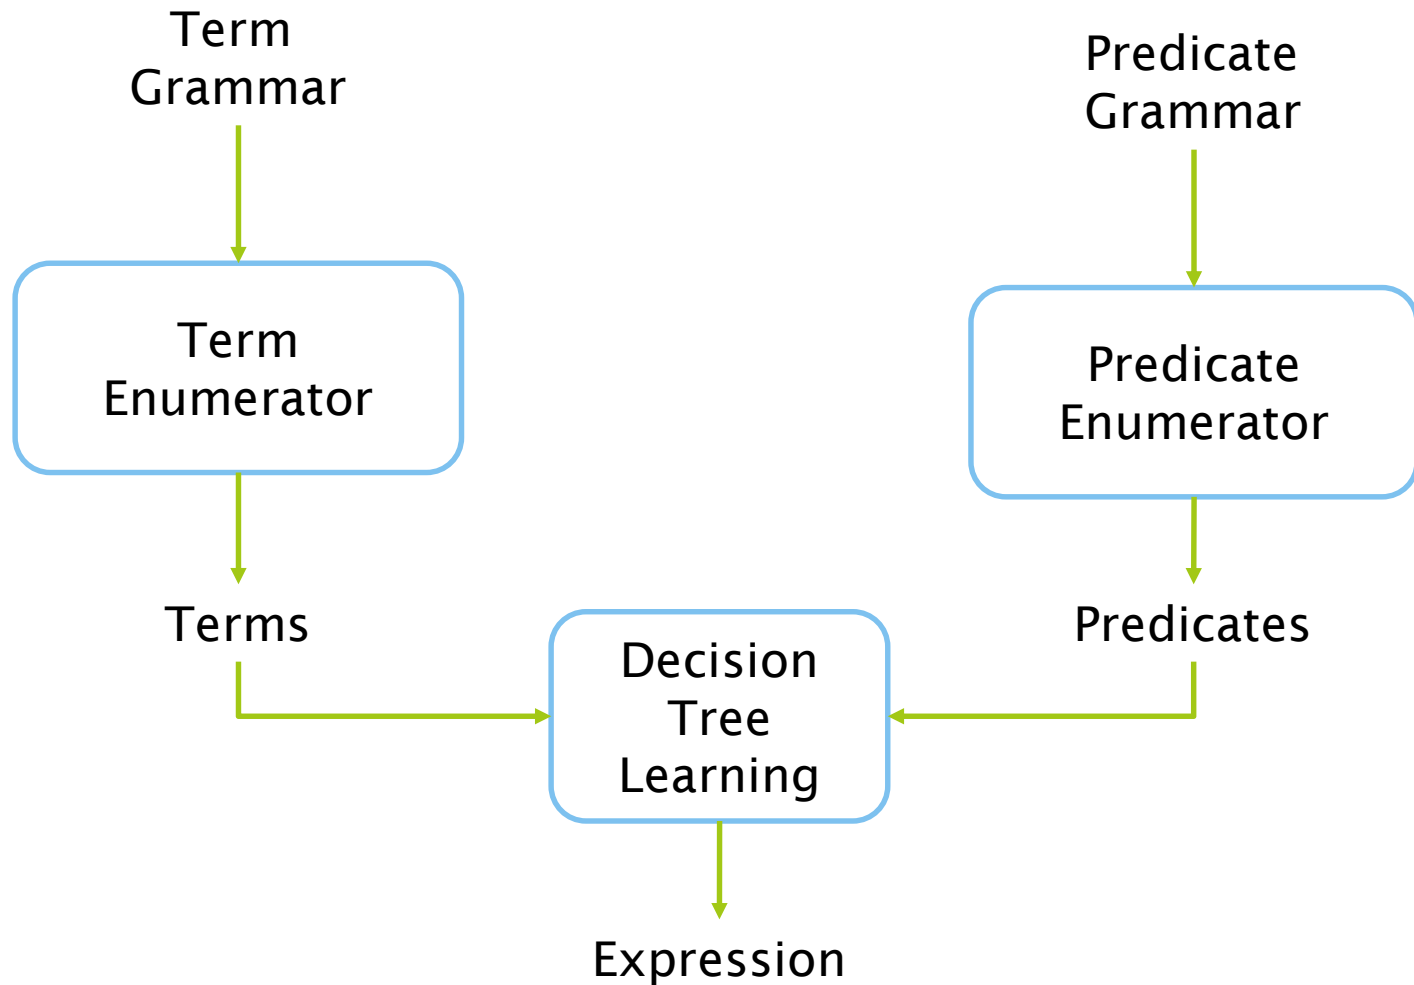 Term
Grammar
Predicate
Grammar
Term
Enumerator
Predicate
Enumerator
Terms
Predicates
Decision
Tree
Learning
Expression